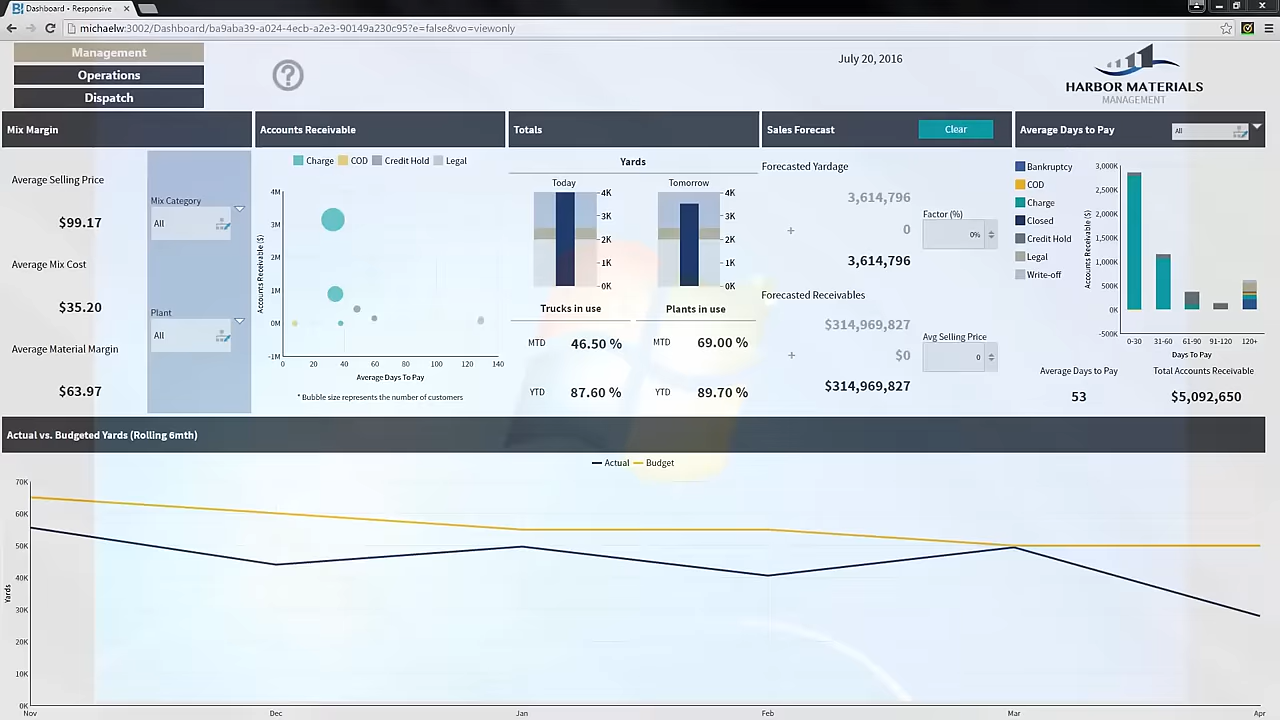 Dashboard - Responsive
michaelw:3002/Dashboard/ba9aba39-a024-4ecb-a2e3-90149a230c95?e=false&vo=viewonly
Management
Operations
Dispatch
July 20, 2016
HARBOR MATERIALS
MANAGEMENT
Mix Margin
Average Selling Price
$99.17
Average Mix Cost
$35.20
Average Material Margin
$63.97
Mix Category
All
Plant
All
Accounts Receivable
Charge COD Credit Hold Legal
Accounts Receivable ($)
4M
3M
2M
1M
0M
-1M
0 20 40 60 80 100 120 140
Average Days To Pay
* Bubble size represents the number of customers
Totals
Yards
Today
4K
3K
2K
1K
0K
Tomorrow
4K
3K
2K
1K
0K
Trucks in use
MTD 46.50 %
YTD 87.60 %
Plants in use
MTD 69.00 %
YTD 89.70 %
Sales Forecast
Clear
Forecasted Yardage
3,614,796
+ 0
3,614,796
Factor (%)
0%
Forecasted Receivables
$314,969,827
+ $0
$314,969,827
Avg Selling Price
0
Average Days to Pay
All
Bankruptcy
COD
Charge
Closed
Credit Hold
Legal
Write-off
Accounts Receivable ($)
3,000K
2,500K
2,000K
1,500K
1,000K
500K
0K
-500K
0-30 31-60 61-90 91-120 120+
Days To Pay
Average Days to Pay
53
Total Accounts Receivable
$5,092,650
Actual vs. Budgeted Yards (Rolling 6mth)
Actual Budget
Yards
70K
60K
50K
40K
30K
20K
10K
0K
Nov Dec Jan Feb Mar Apr